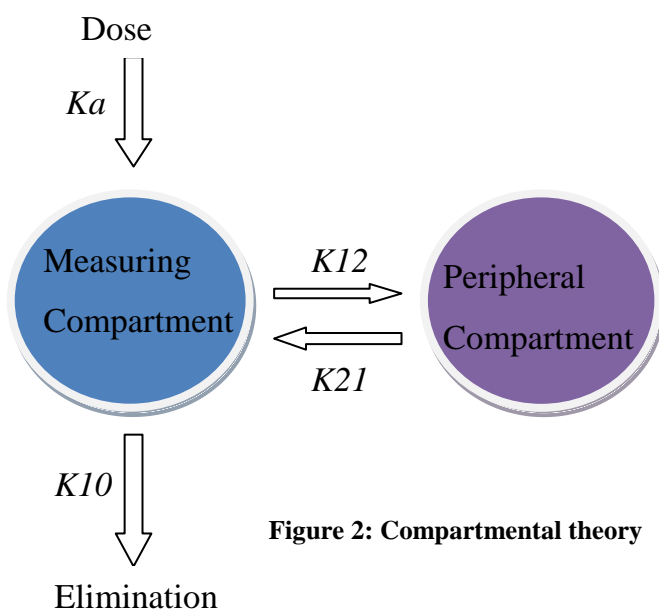 Dose
Ka
Measuring
Compartment
K12
K21
Peripheral
Compartment
K10
Figure 2: Compartmental theory
Elimination